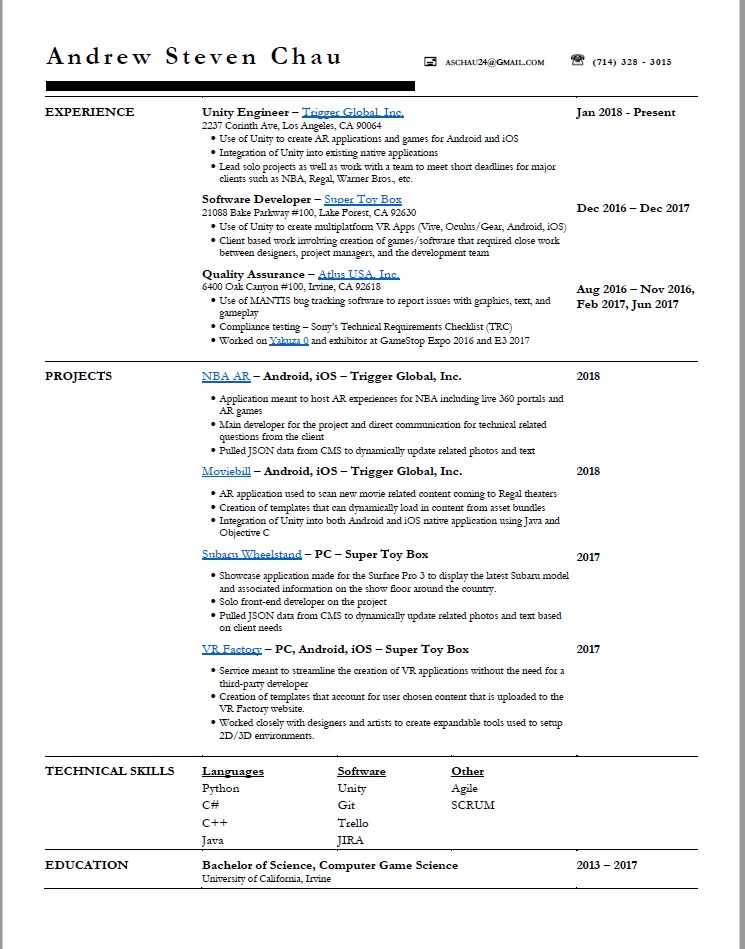 Andrew Steven Chau
ASCHAU24@GMAIL.COM
(714) 328 - 3015
EXPERIENCE
Unity Engineer – Trigger Global, Inc.
Jan 2018 - Present
2237 Corinth Ave, Los Angeles, CA 90064
• Use of Unity to create AR applications and games for Android and iOS
• Integration of Unity into existing native applications
• Lead solo projects as well as work with a team to meet short deadlines for major
clients such as NBA, Regal, Warner Bros., etc.
Software Developer – Super Toy Box
Dec 2016 – Dec 2017
21088 Bake Parkway #100, Lake Forest, CA 92630
• Use of Unity to create multiplatform VR Apps (Vive, Oculus/Gear, Android, iOS)
• Client based work involving creation of games/software that required close work
between designers, project managers, and the development team
Quality Assurance – Atlus USA, Inc.
Aug 2016 – Nov 2016,
Feb 2017, Jun 2017
6400 Oak Canyon #100, Irvine, CA 92618
• Use of MANTIS bug tracking software to report issues with graphics, text, and
gameplay
• Compliance testing – Sony's Technical Requirements Checklist (TRC)
• Worked on Yakuza 0 and exhibitor at GameStop Expo 2016 and E3 2017
PROJECTS
NBA AR – Android, iOS – Trigger Global, Inc.
2018
• Application meant to host AR experiences for NBA including live 360 portals and
AR games
• Main developer for the project and direct communication for technical related
questions from the client
• Pulled JSON data from CMS to dynamically update related photos and text
Moviebill – Android, iOS – Trigger Global, Inc.
2018
• AR application used to scan new movie related content coming to Regal theaters
• Creation of templates that can dynamically load in content from asset bundles
• Integration of Unity into both Android and iOS native application using Java and
Objective C
Subaru Wheelstand – PC – Super Toy Box
2017
• Showcase application made for the Surface Pro 3 to display the latest Subaru model
and associated information on the show floor around the country.
• Solo front-end developer on the project
• Pulled JSON data from CMS to dynamically update related photos and text based
on client needs
VR Factory – PC, Android, iOS – Super Toy Box
2017
• Service meant to streamline the creation of VR applications without the need for a
third-party developer
• Creation of templates that account for user chosen content that is uploaded to the
VR Factory website.
• Worked closely with designers and artists to create expandable tools used to setup
2D/3D environments.
TECHNICAL SKILLS
Languages Software Other
Python Unity Agile
C# Git SCRUM
C++ Trello
Java JIRA
EDUCATION
Bachelor of Science, Computer Game Science
2013 – 2017
University of California, Irvine